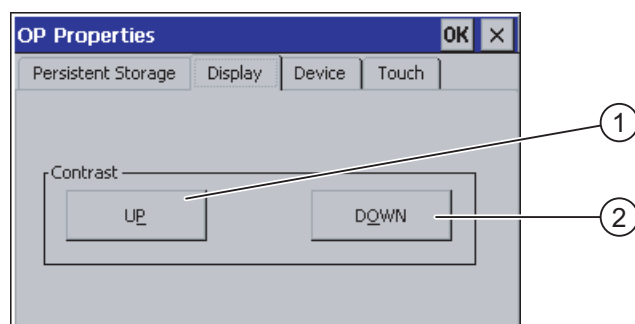 OP Properties OK ×
Persistent Storage Display Device Touch
1
Contrast
UP DOWN
2